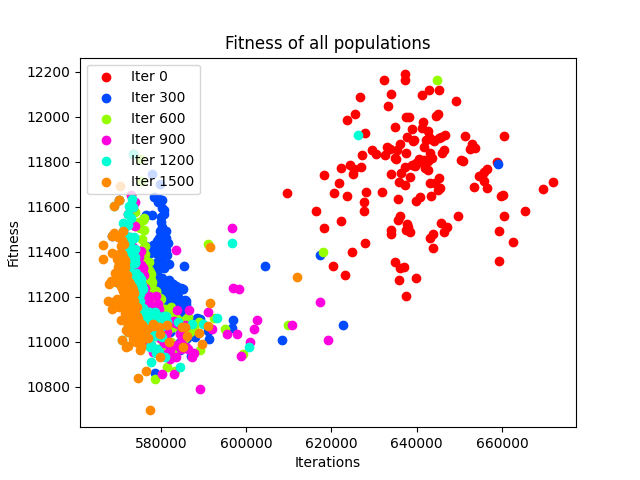 Fitness of all populations
Fitness
12200
12000
11800
11600
11400
11200
11000
10800
Iter 0
Iter 300
Iter 600
Iter 900
Iter 1200
Iter 1500
580000
600000
620000
640000
660000
Iterations